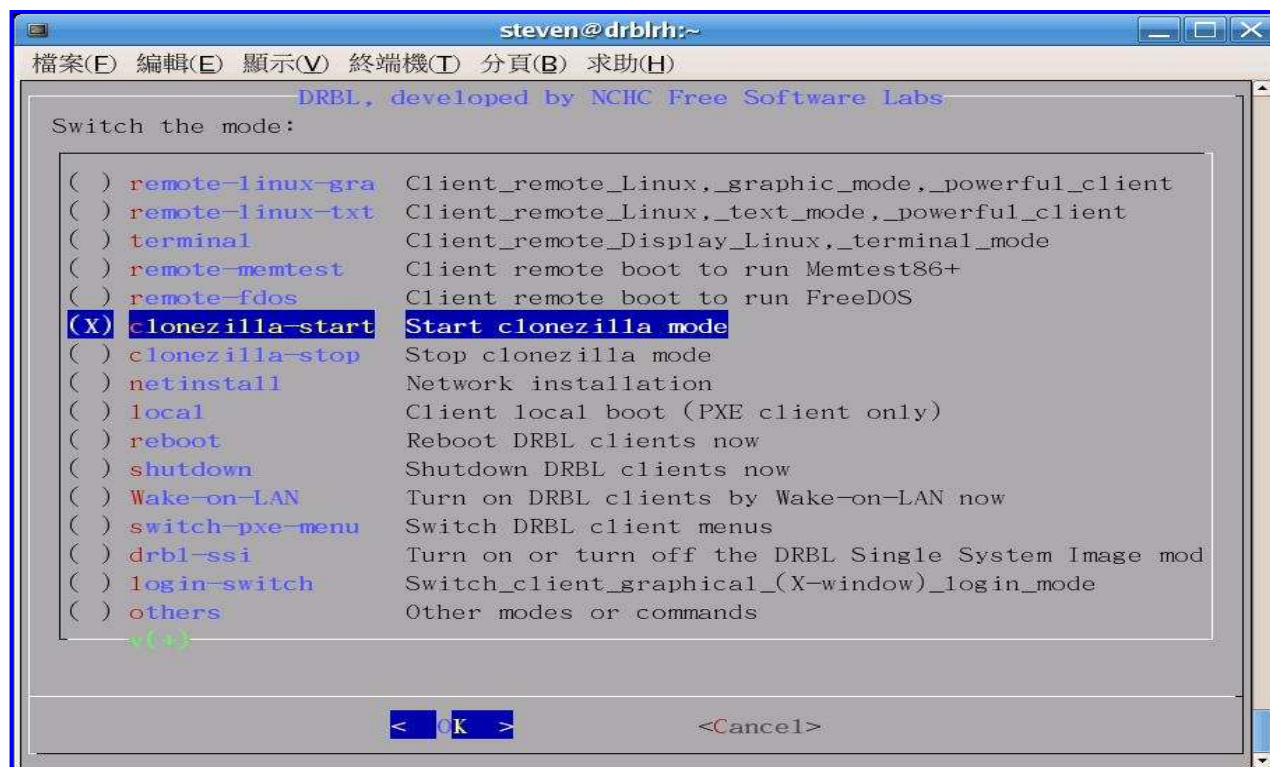 steven@drblrh:~
檔案(F) 編輯(E) 顯示(V) 終端機(T) 分頁(B) 求助(H)
DRBL, developed by NCHC Free Software Labs
Switch the mode:
( ) remote-linux-gra Client_remote_Linux,_graphic_mode,_powerful_client
( ) remote-linux-txt Client_remote_Linux,_text_mode,_powerful_client
( ) terminal Client_remote_Display_Linux,_terminal_mode
( ) remote-memtest Client remote boot to run Memtest86+
( ) remote-fdos Client remote boot to run FreeDOS
(X) clonezilla-start Start clonezilla mode
( ) clonezilla-stop Stop clonezilla mode
( ) netinstall Network installation
( ) local Client local boot (PXE client only)
( ) reboot Reboot DRBL clients now
( ) shutdown Shutdown DRBL clients now
( ) Wake-on-LAN Turn on DRBL clients by Wake-on-LAN now
( ) switch-pxe-menu Switch DRBL client menus
( ) drbl-ssi Turn on or turn off the DRBL Single System Image mod
( ) login-switch Switch_client_graphical_(X-window)_login_mode
( ) others Other modes or commands
v(+)
< OK > <Cancel>